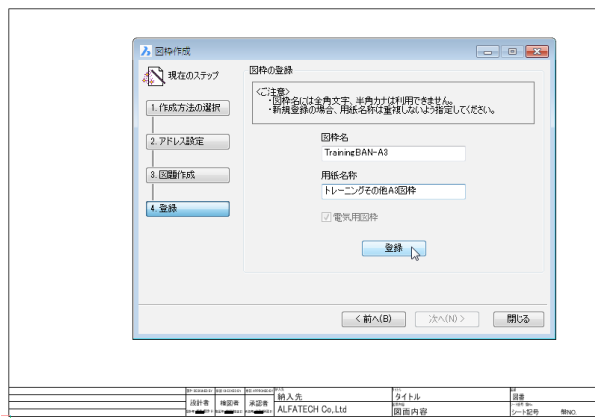 図枠作成
現在のステップ
1.作成方法の選択
2.アドレス設定
3.図題作成
4.登録
図枠の登録
<ご注意>
・図枠名には全角文字、半角カナは利用できません。
・新規登録の場合、用紙名称は重複しないよう指定してください。
図枠名
TrainingBAN-A3
用紙名称
トレーニングその他A3図枠
電気用図枠
登録
<前へ(B)
次へ(N)>
閉じる
設計者 検図者 承認者 納入先 タイトル 図番
ALFATECH Co,Ltd 図面内容 シート記号 頁NO.